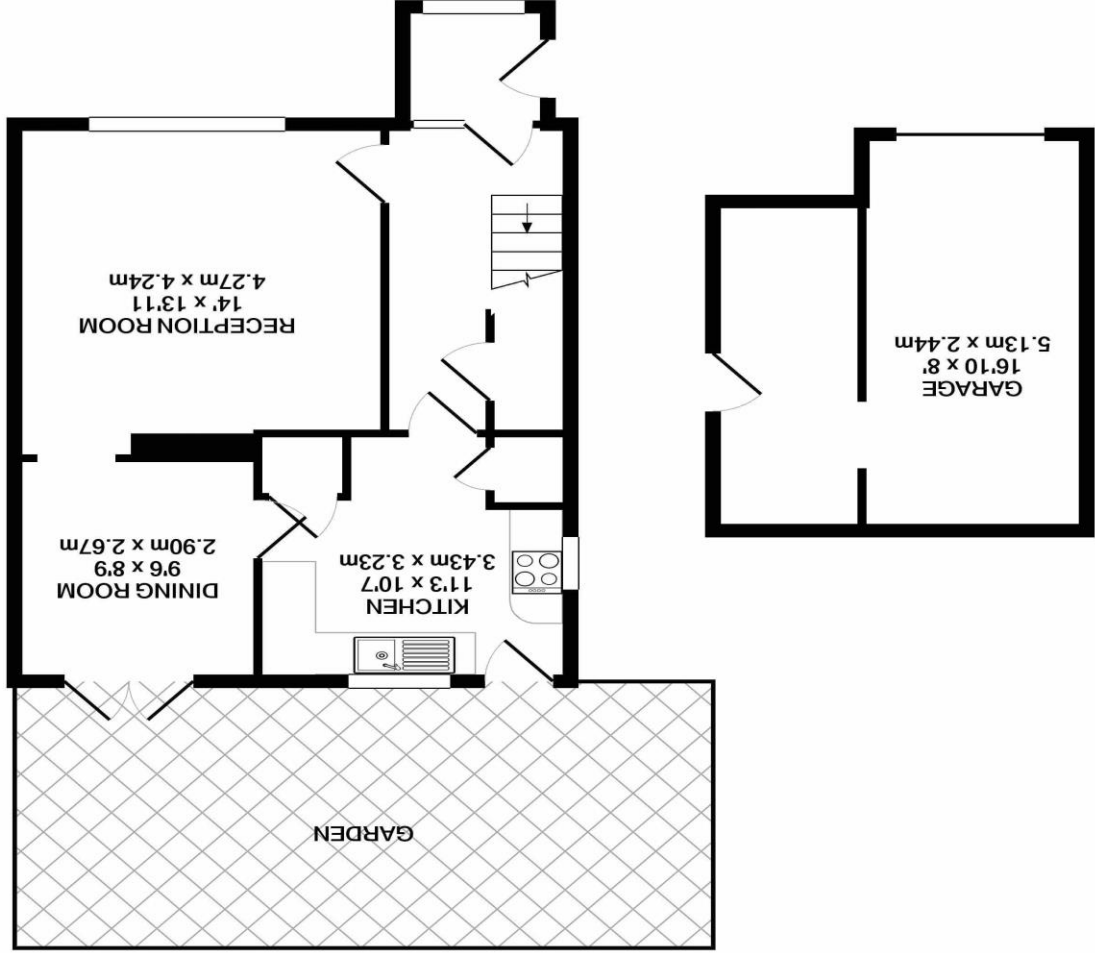 GARDEN
KITCHEN
11'3 x 10'7
3.43m x 3.23m
DINING ROOM
9'6 x 8'9
2.90m x 2.67m
GARAGE
16'10 x 8'
5.13m x 2.44m
RECEPTION ROOM
14' x 13'11
4.27m x 4.24m